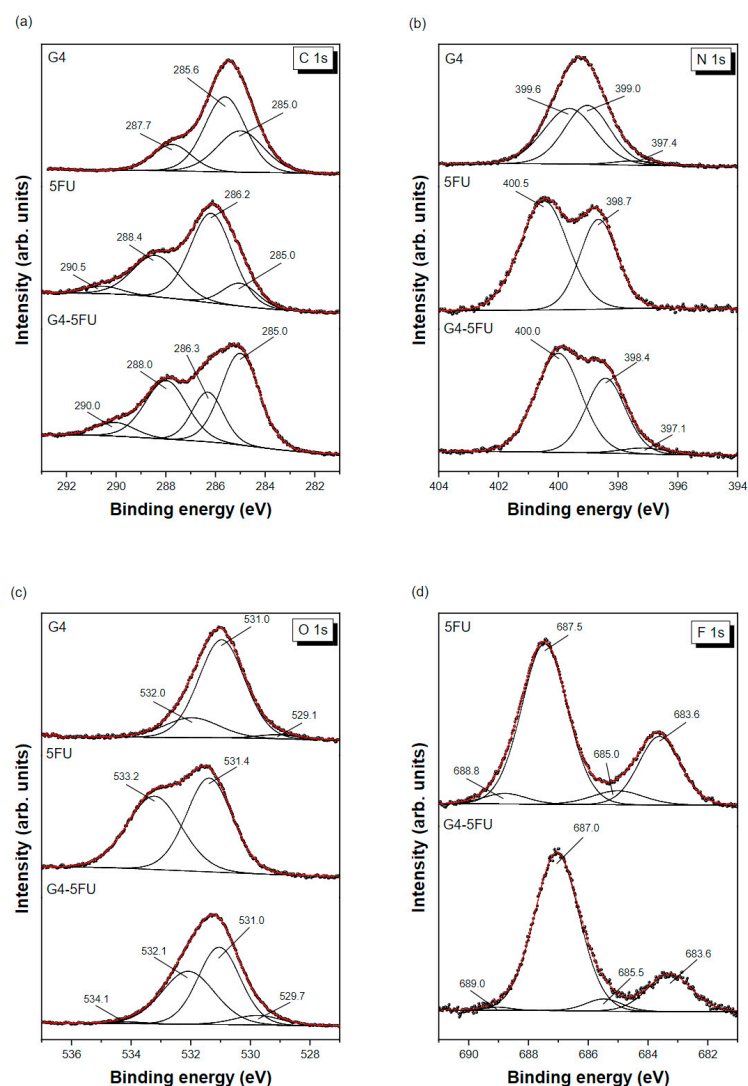 (a)
G4
C 1s
285.6
285.0
287.7
5FU
286.2
288.4
290.5
285.0
G4-5FU
285.0
286.3
288.0
290.0
292 290 288 286 284 282
Binding energy (eV)
Intensity (arb. units)
(b)
G4
N 1s
399.6
399.0
397.4
5FU
400.5
398.7
G4-5FU
400.0
398.4
397.1
404 402 400 398 396 394
Binding energy (eV)
Intensity (arb. units)
(c)
G4
O 1s
531.0
532.0
529.1
5FU
531.4
533.2
G4-5FU
531.0
532.1
529.7
534.1
536 534 532 530 528
Binding energy (eV)
Intensity (arb. units)
(d)
5FU
F 1s
687.5
683.6
685.0
688.8
G4-5FU
687.0
685.5
683.6
689.0
690 688 686 684 682
Binding energy (eV)
Intensity (arb. units)